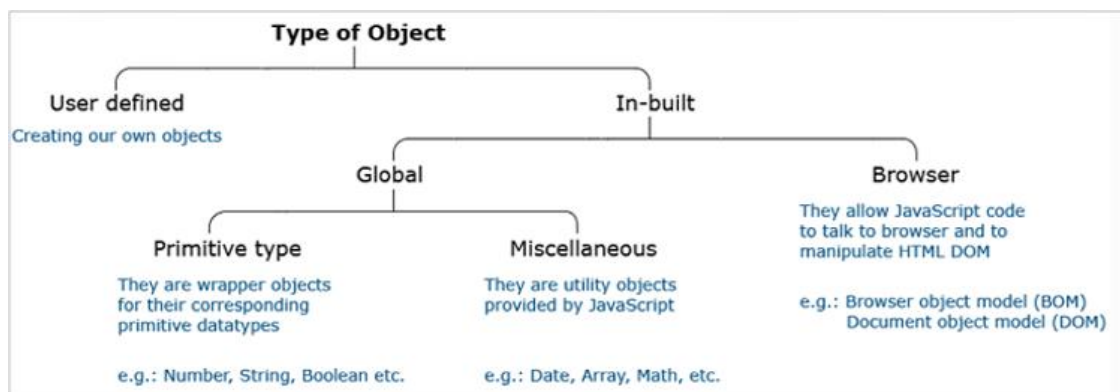 Type of Object
User defined
Creating our own objects
In-built
Global
Browser
They allow JavaScript code
to talk to browser and to
manipulate HTML DOM
e.g.: Browser object model (BOM)
Document object model (DOM)
Primitive type
They are wrapper objects
for their corresponding
primitive datatypes
e.g.: Number, String, Boolean etc.
Miscellaneous
They are utility objects
provided by JavaScript
e.g.: Date, Array, Math, etc.